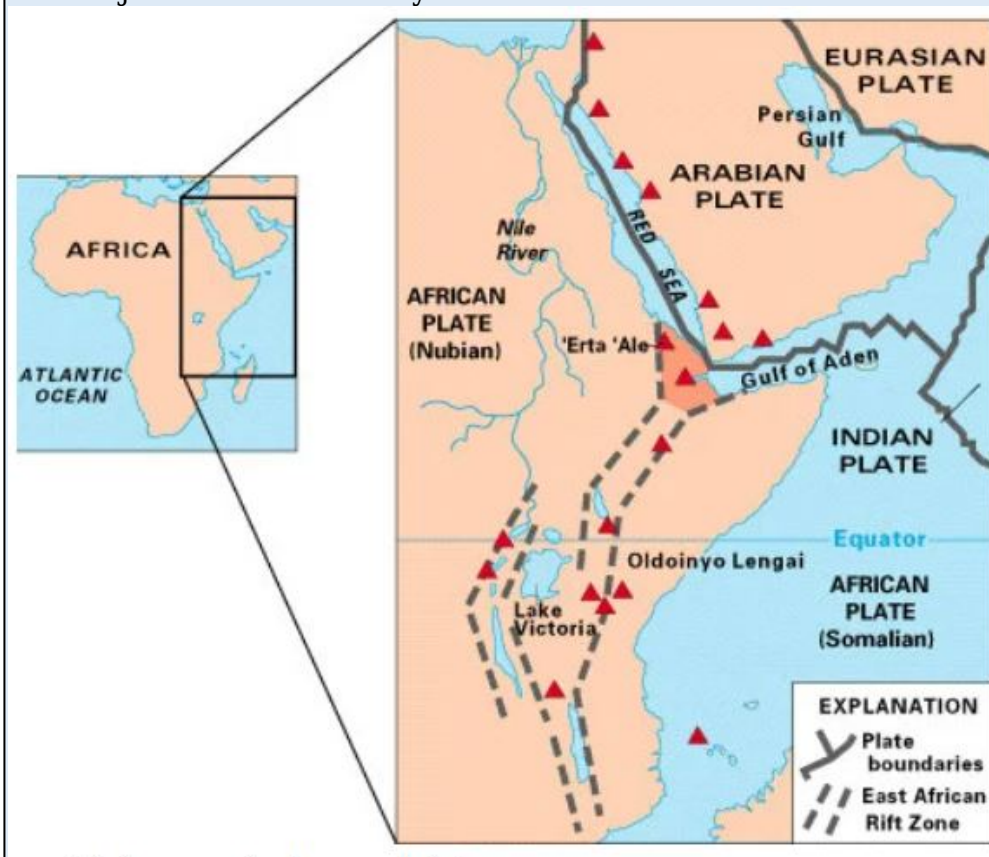 AFRICA
ATLANTIC
OCEAN
EURASIAN
PLATE
Persian
Gulf
ARABIAN
PLATE
RED SEA
Nile
River
AFRICAN
PLATE
(Nubian)
'Erta 'Ale
Gulf of Aden
INDIAN
PLATE
Equator
Oldoinyo Lengai
Lake
Victoria
AFRICAN
PLATE
(Somalian)
EXPLANATION
Plate
boundaries
East African
Rift Zone